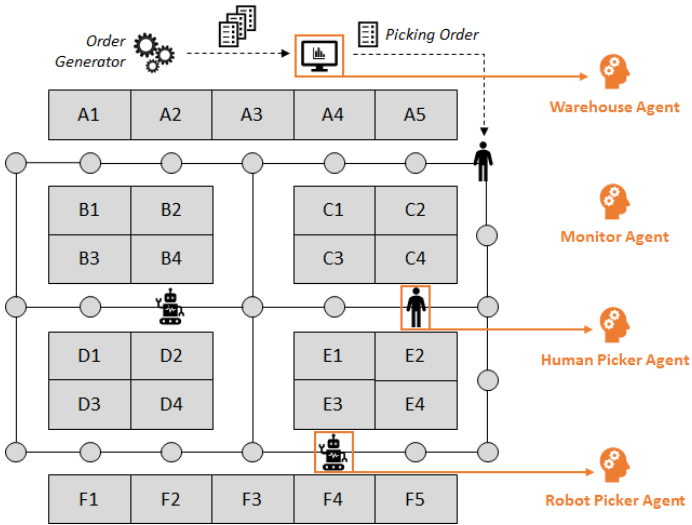 Order
Generator
Picking Order
Warehouse Agent
A1 A2 A3 A4 A5
B1 B2 C1 C2
Monitor Agent
B3 B4 C3 C4
D1 D2 E1 E2
Human Picker Agent
D3 D4 E3 E4
F1 F2 F3 F4 F5
Robot Picker Agent